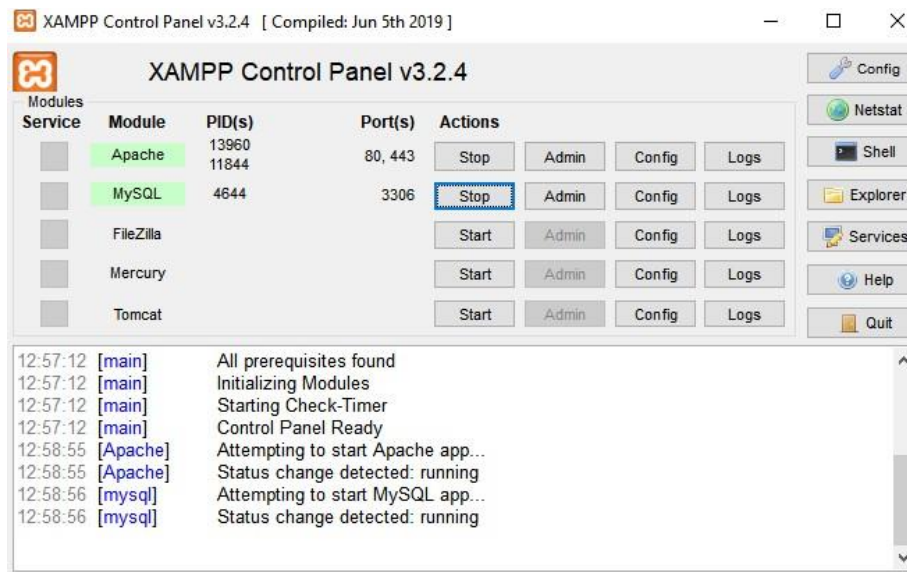 XAMPP Control Panel v3.2.4 [ Compiled: Jun 5th 2019 ]
XAMPP Control Panel v3.2.4
Config
Modules
Service Module PID(s) Port(s) Actions
Netstat
Apache 13960 11844 80, 443 Stop Admin Config Logs
Shell
MySQL 4644 3306 Stop Admin Config Logs
Explorer
FileZilla Start Admin Config Logs
Services
Mercury Start Admin Config Logs
Help
Tomcat Start Admin Config Logs
Quit
12:57:12 [main] All prerequisites found
12:57:12 [main] Initializing Modules
12:57:12 [main] Starting Check-Timer
12:57:12 [main] Control Panel Ready
12:58:55 [Apache] Attempting to start Apache app...
12:58:55 [Apache] Status change detected: running
12:58:56 [mysql] Attempting to start MySQL app...
12:58:56 [mysql] Status change detected: running